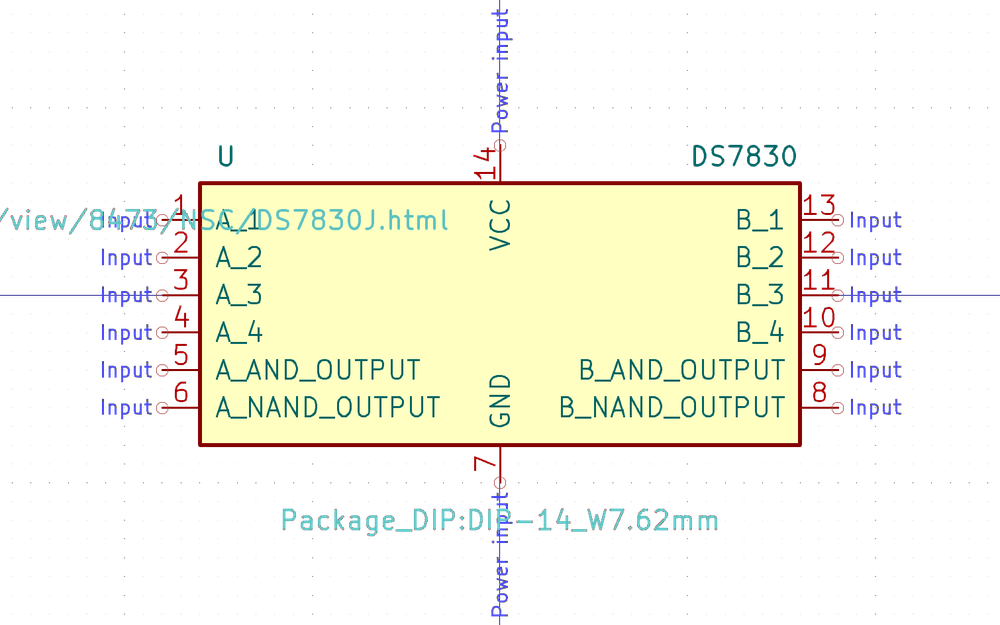 Power input
U
14
DS7830
/view/8473/NSC/DS7830J.html
VCC
Input 1 A_1 B_1 13 Input
Input 2 A_2 B_2 12 Input
Input 3 A_3 B_3 11 Input
Input 4 A_4 B_4 10 Input
Input 5 A_AND_OUTPUT B_AND_OUTPUT 9 Input
Input 6 A_NAND_OUTPUT B_NAND_OUTPUT 8 Input
GND
7
Package_DIP:DIP-14_W7.62mm
Power input